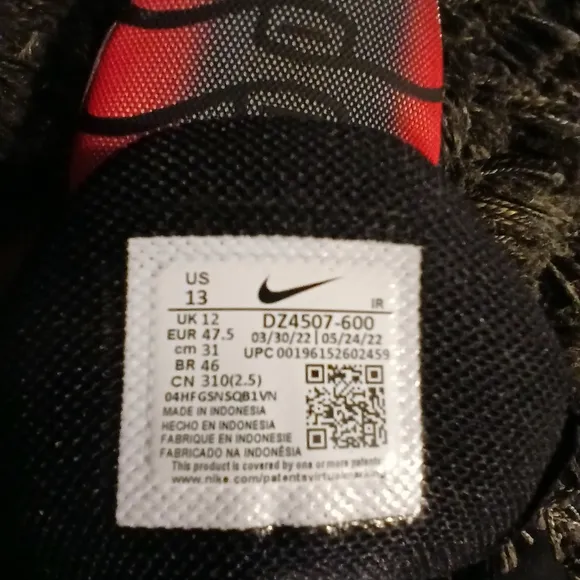 US
13
IR
UK 12
EUR 47.5
cm 31
BR 46
CN 310(2.5)
DZ4507-600
03/30/22 | 05/24/22
UPC 00196152602459
04HFGSNSQB1VN
MADE IN INDONESIA
HECHO EN INDONESIA
FABRIQUE EN INDONESIE
FABRICADO NA INDONÉSIA
This product is covered by one or more patents
www.nike.com/patentsvirtualmarking